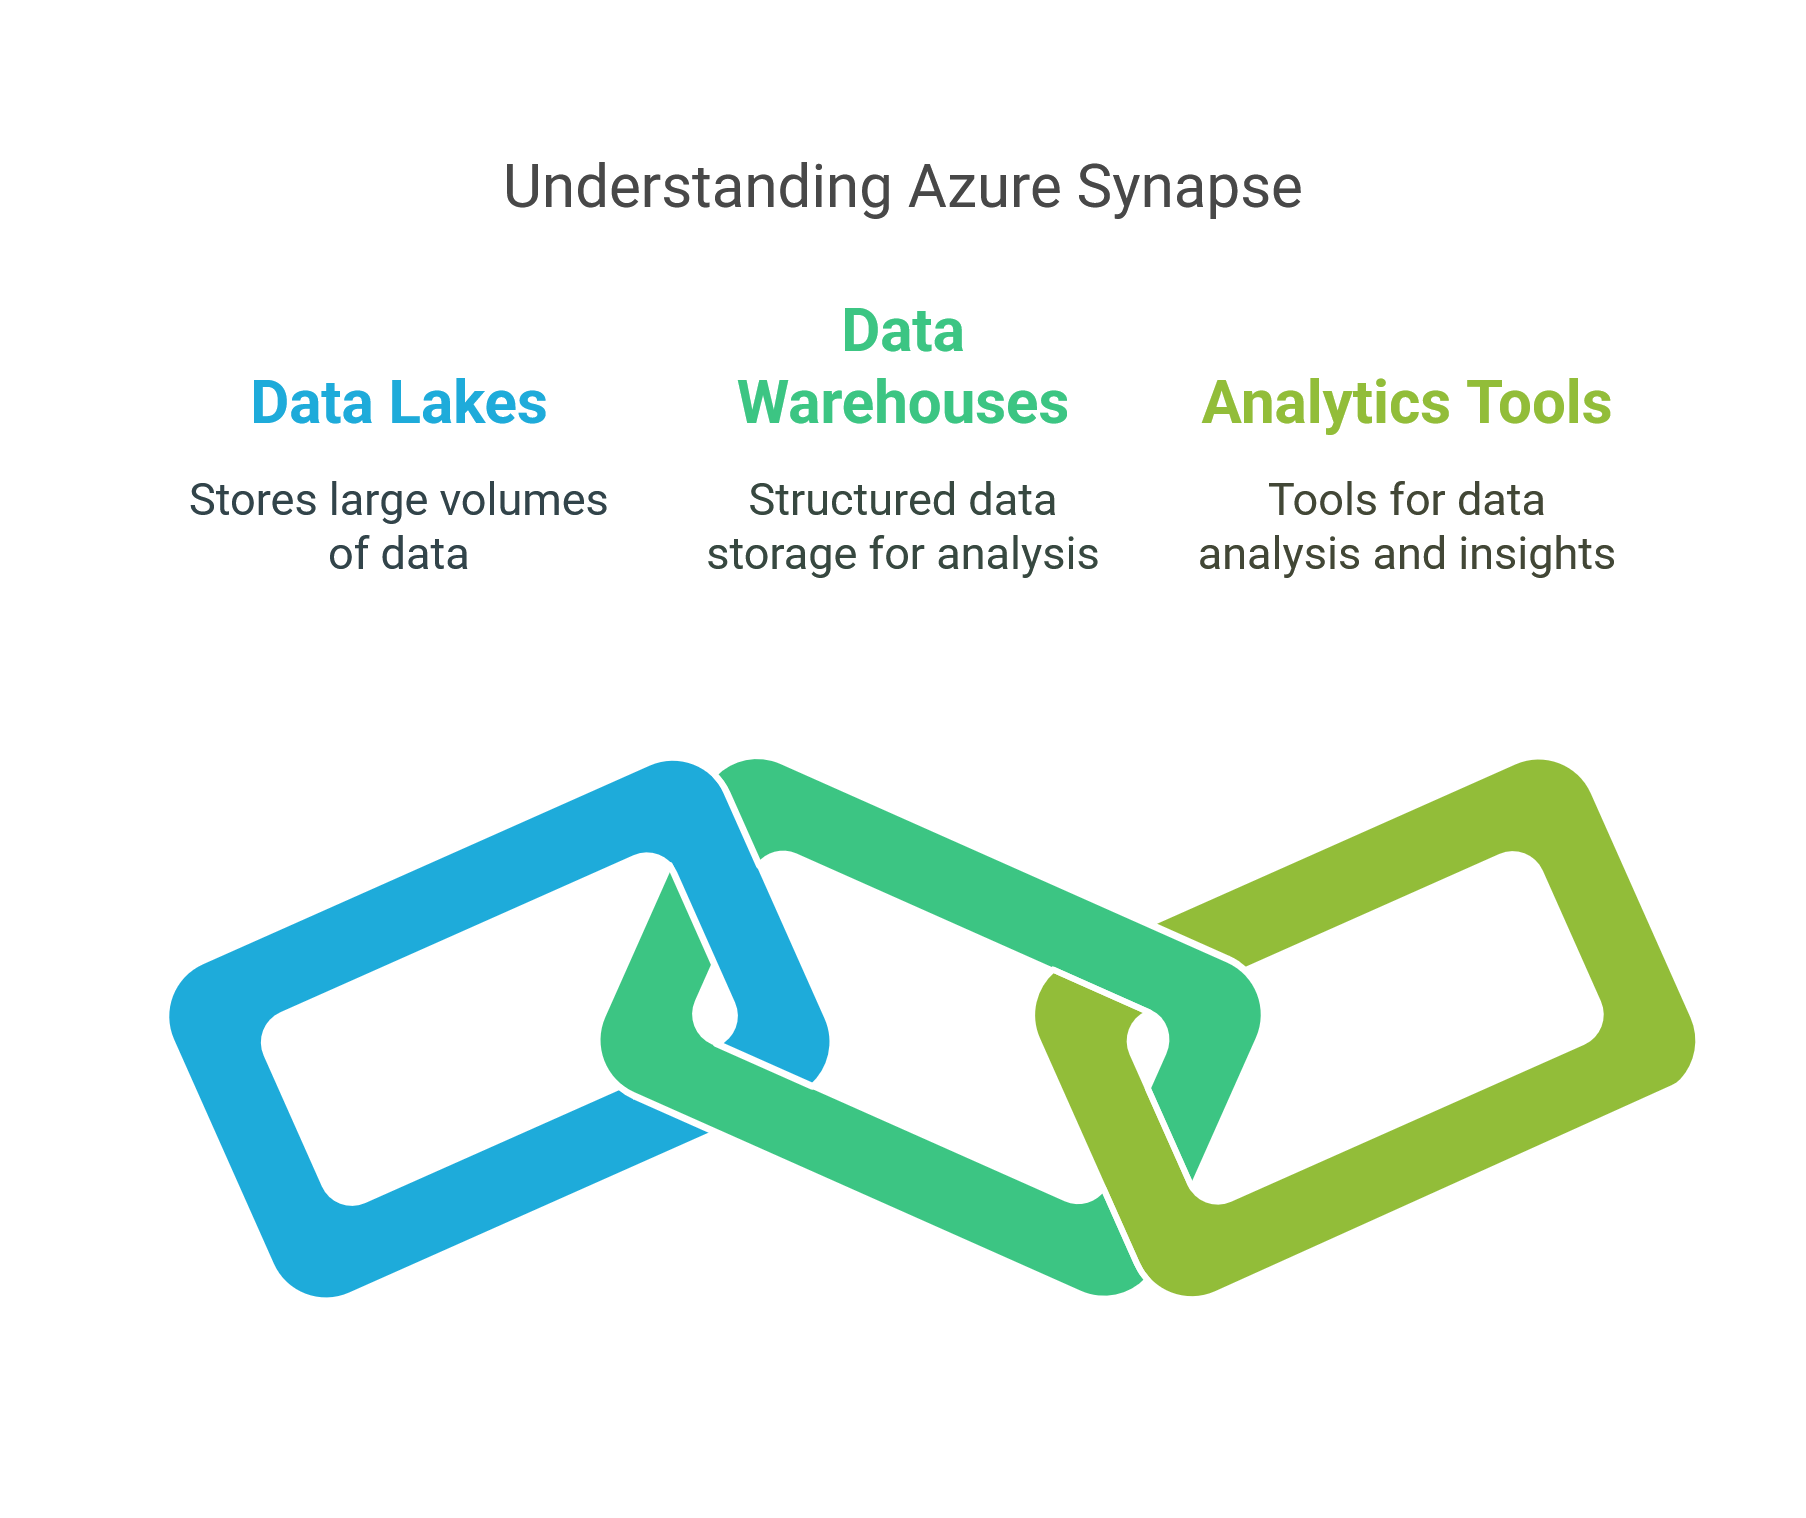 Understanding Azure Synapse
Data Lakes
Stores large volumes
of data
Data
Warehouses
Structured data
storage for analysis
Analytics Tools
Tools for data
analysis and insights